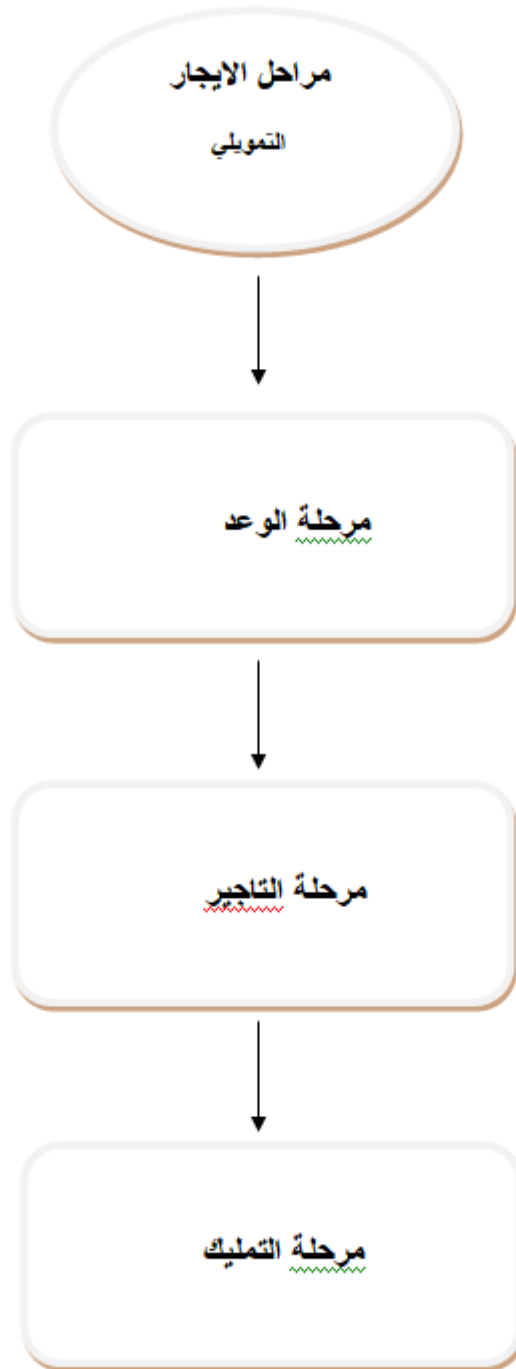 مراحل الايجار
التمويلي
مرحلة الوعد
مرحلة التاجير
مرحلة التمليك